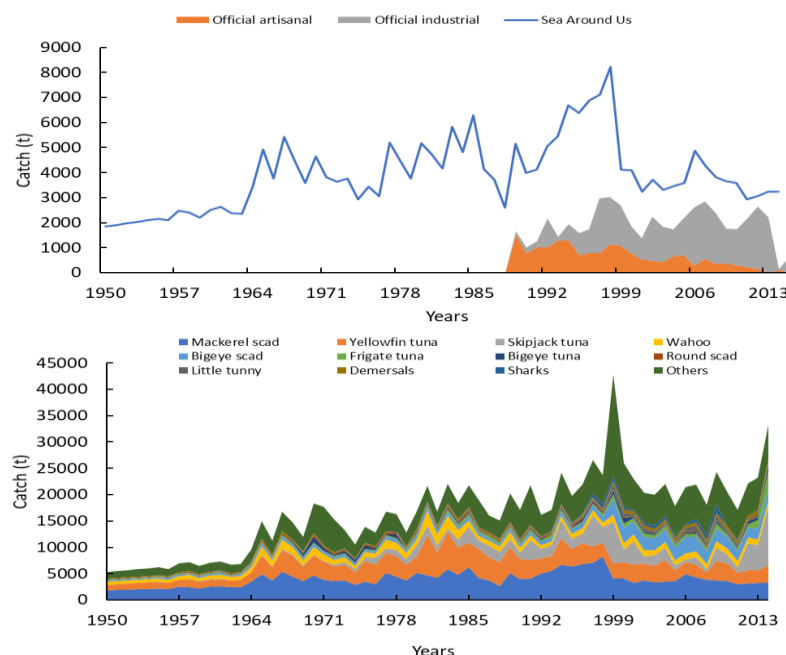 Official artisanal Official industrial Sea Around Us
9000
8000
7000
6000
5000
4000
3000
2000
1000
0
Catch (t)
1950 1957 1964 1971 1978 1985 1992 1999 2006 2013
Years
Mackerel scad Yellowfin tuna Skipjack tuna Wahoo
Bigeye scad Frigate tuna Bigeye tuna Round scad
Little tunny Demersals Sharks Others
45000
40000
35000
30000
25000
20000
15000
10000
5000
0
Catch (t)
1950 1957 1964 1971 1978 1985 1992 1999 2006 2013
Years